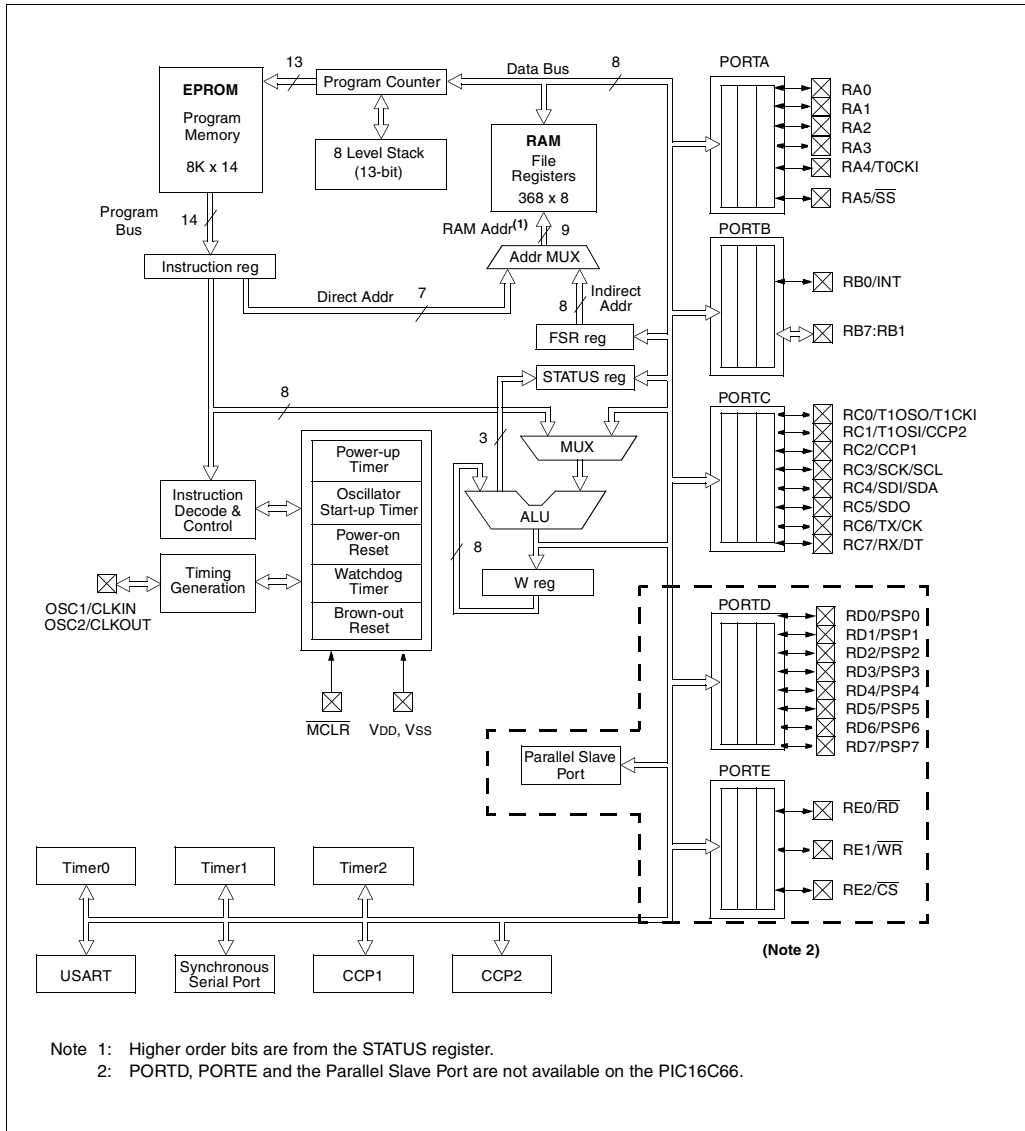 13
Data Bus
8
EPROM
Program
Memory
8K x 14
Program Counter
8 Level Stack
(13-bit)
RAM
File
Registers
368 x 8
Program
Bus
14
RAM Addr(1)
9
Addr MUX
Instruction reg
Direct Addr
7
8
Indirect
Addr
FSR reg
STATUS reg
8
3
MUX
Power-up
Timer
Oscillator
Start-up Timer
Power-on
Reset
Watchdog
Timer
Brown-out
Reset
Instruction
Decode &
Control
Timing
Generation
OSC1/CLKIN
OSC2/CLKOUT
ALU
8
W reg
MCLR
VDD, VSS
Parallel Slave
Port
PORTA
RA0
RA1
RA2
RA3
RA4/T0CKI
RA5/SS
PORTB
RB0/INT
RB7:RB1
PORTC
RC0/T1OSO/T1CKI
RC1/T1OSI/CCP2
RC2/CCP1
RC3/SCK/SCL
RC4/SDI/SDA
RC5/SDO
RC6/TX/CK
RC7/RX/DT
PORTD
RD0/PSP0
RD1/PSP1
RD2/PSP2
RD3/PSP3
RD4/PSP4
RD5/PSP5
RD6/PSP6
RD7/PSP7
PORTE
RE0/RD
RE1/WR
RE2/CS
(Note 2)
Timer0
Timer1
Timer2
USART
Synchronous
Serial Port
CCP1
CCP2
Note 1: Higher order bits are from the STATUS register.
2: PORTD, PORTE and the Parallel Slave Port are not available on the PIC16C66.